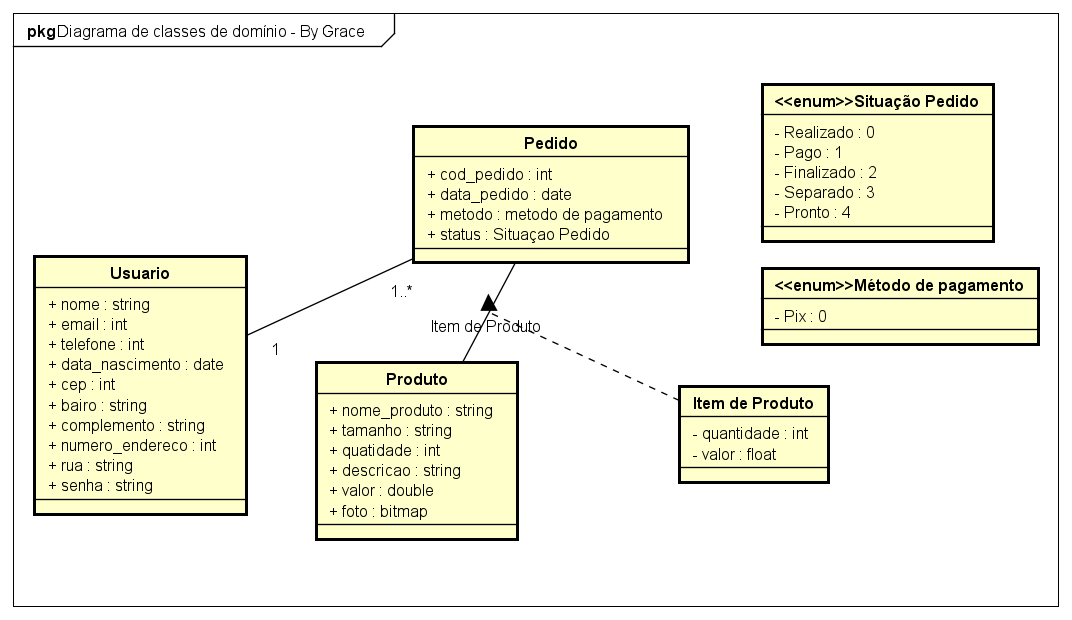 pkg Diagrama de classes de domínio - By Grace
<<enum>>Situação Pedido
- Realizado : 0
- Pago : 1
- Finalizado : 2
- Separado : 3
- Pronto : 4
Pedido
+ cod_pedido : int
+ data_pedido : date
+ metodo : metodo de pagamento
+ status : Situaçao Pedido
<<enum>>Método de pagamento
- Pix : 0
Usuario
+ nome : string
+ email : int
+ telefone : int
+ data_nascimento : date
+ cep : int
+ bairo : string
+ complemento : string
+ numero_endereco : int
+ rua : string
+ senha : string
1..*
1
Item de Produto
Produto
+ nome_produto : string
+ tamanho : string
+ quatidade : int
+ descricao : string
+ valor : double
+ foto : bitmap
Item de Produto
- quantidade : int
- valor : float